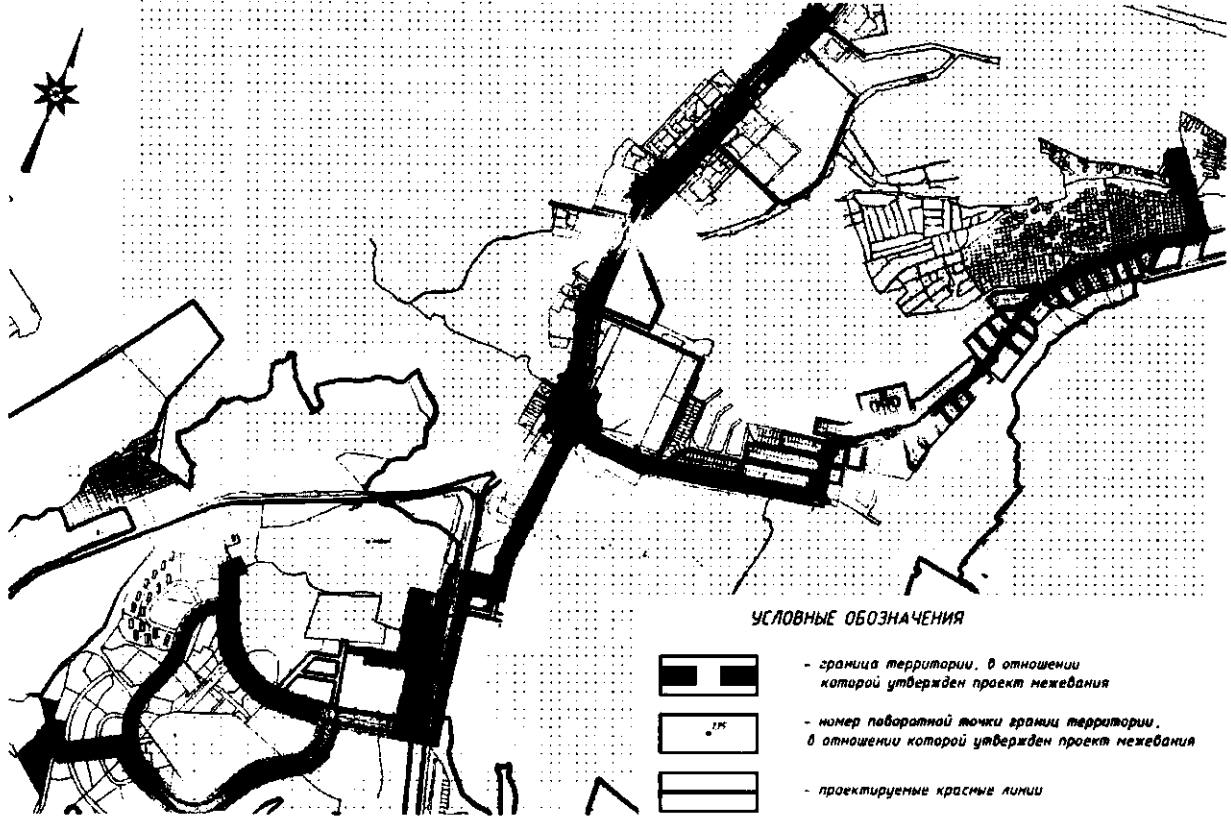 УСЛОВНЫЕ ОБОЗНАЧЕНИЯ
- граница территории, в отношении
которой утвержден проект межевания
- номер поворотной точки границ территории,
в отношении которой утвержден проект межевания
- проектируемые красные линии